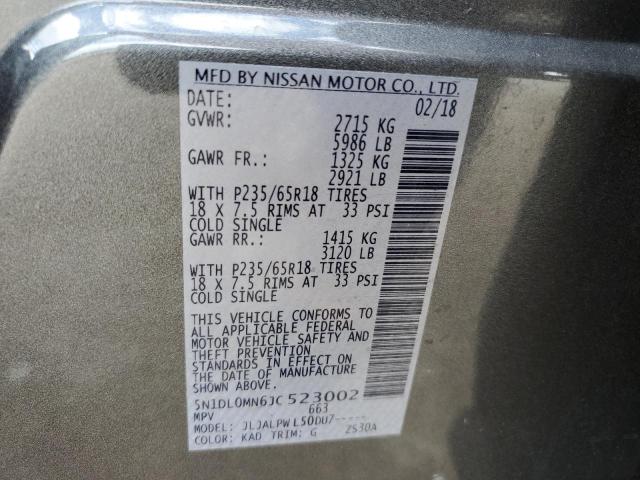 MFD BY NISSAN MOTOR CO., LTD.
DATE: 02/18
GVWR: 2715 KG
5986 LB
GAWR FR.: 1325 KG
2921 LB
WITH P235/65R18 TIRES
18 X 7.5 RIMS AT 33 PSI
COLD SINGLE
GAWR RR.: 1415 KG
3120 LB
WITH P235/65R18 TIRES
18 X 7.5 RIMS AT 33 PSI
COLD SINGLE
THIS VEHICLE CONFORMS TO
ALL APPLICABLE FEDERAL
MOTOR VEHICLE SAFETY AND
THEFT PREVENTION
STANDARDS IN EFFECT ON
THE DATE OF MANUFACTURE
SHOWN ABOVE.
5N1DL0MN6JC523002
MPV 663
MODEL: JLJALPWL50DU7-----
COLOR: KAD TRIM: G 2S30A